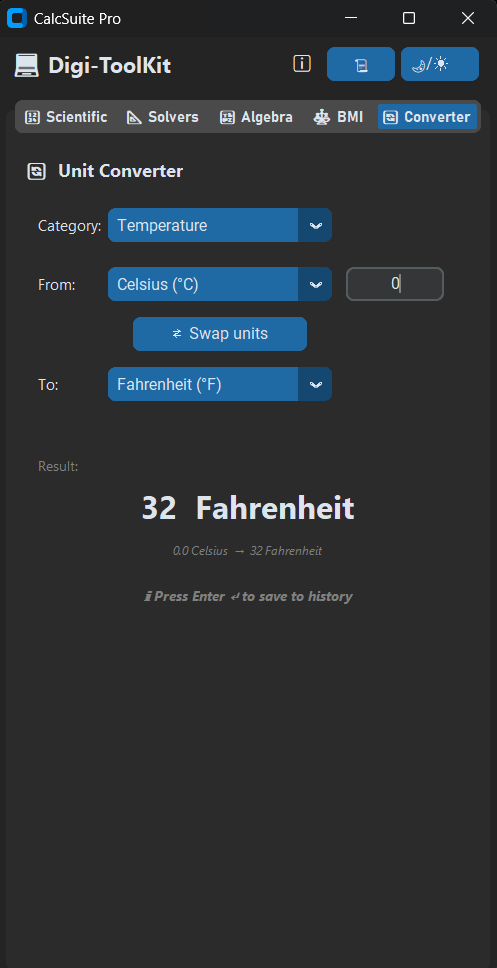 CalcSuite Pro
Digi-ToolKit
Scientific Solvers Algebra BMI Converter
Unit Converter
Category: Temperature
From: Celsius (°C) 0
⇄ Swap units
To: Fahrenheit (°F)
Result:
32 Fahrenheit
0.0 Celsius → 32 Fahrenheit
ℹ Press Enter ↵ to save to history